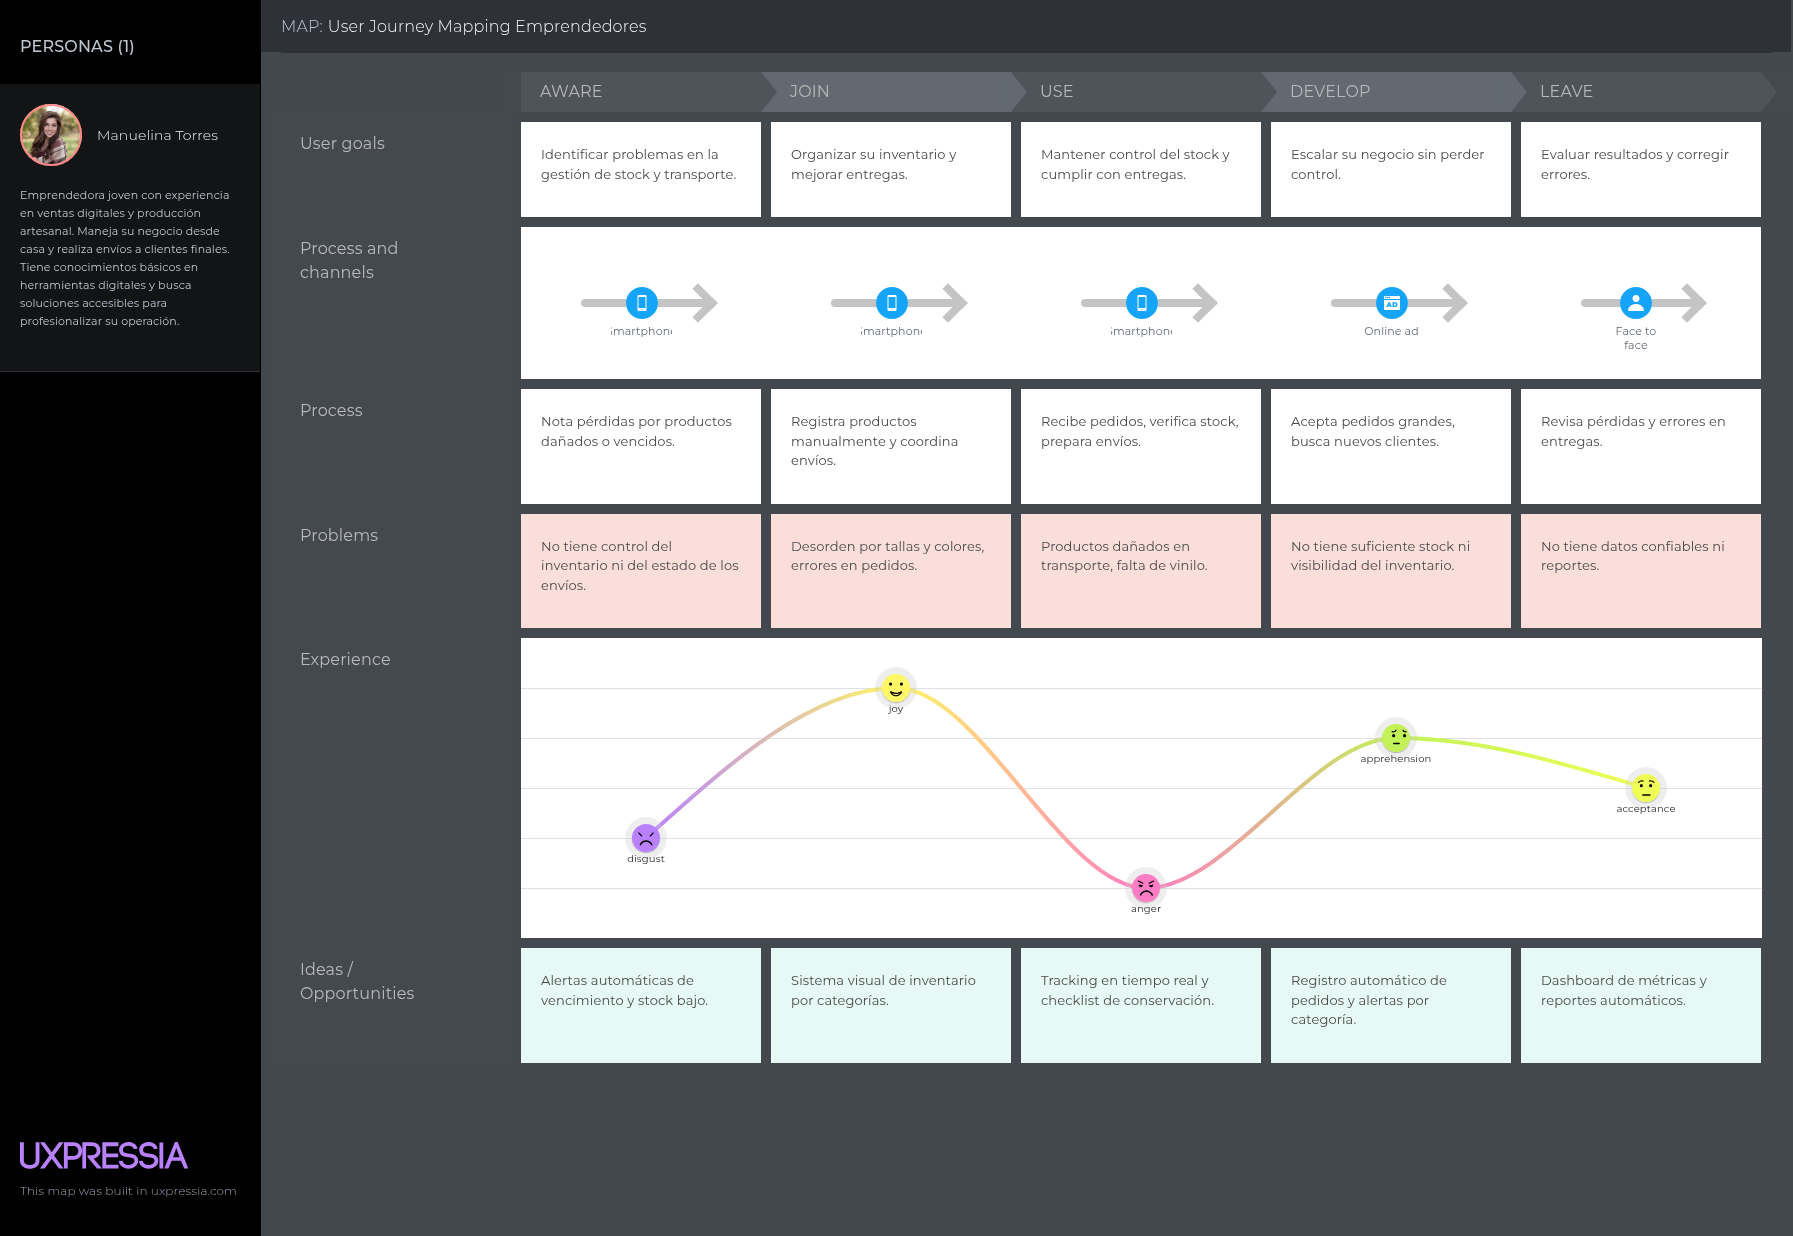 PERSONAS (1)
Manuelina Torres
Emprendedora joven con experiencia
en ventas digitales y producción
artesanal. Maneja su negocio desde
casa y realiza envíos a clientes finales.
Tiene conocimientos básicos en
herramientas digitales y busca
soluciones accesibles para
profesionalizar su operación.
UXPRESSIA
This map was built in uxpressia.com
MAP: User Journey Mapping Emprendedores
AWARE
JOIN
USE
DEVELOP
LEAVE
User goals
Identificar problemas en la
gestión de stock y transporte.
Organizar su inventario y
mejorar entregas.
Mantener control del stock y
cumplir con entregas.
Escalar su negocio sin perder
control.
Evaluar resultados y corregir
errores.
Process and
channels
Smartphone
Smartphone
Smartphone
AD
Online ad
Face to
face
Process
Nota pérdidas por productos
dañados o vencidos.
Registra productos
manualmente y coordina
envíos.
Recibe pedidos, verifica stock,
prepara envíos.
Acepta pedidos grandes,
busca nuevos clientes.
Revisa pérdidas y errores en
entregas.
Problems
No tiene control del
inventario ni del estado de los
envíos.
Desorden por tallas y colores,
errores en pedidos.
Productos dañados en
transporte, falta de vinilo.
No tiene suficiente stock ni
visibilidad del inventario.
No tiene datos confiables ni
reportes.
Experience
disgust
joy
anger
apprehension
acceptance
Ideas /
Opportunities
Alertas automáticas de
vencimiento y stock bajo.
Sistema visual de inventario
por categorías.
Tracking en tiempo real y
checklist de conservación.
Registro automático de
pedidos y alertas por
categoría.
Dashboard de métricas y
reportes automáticos.